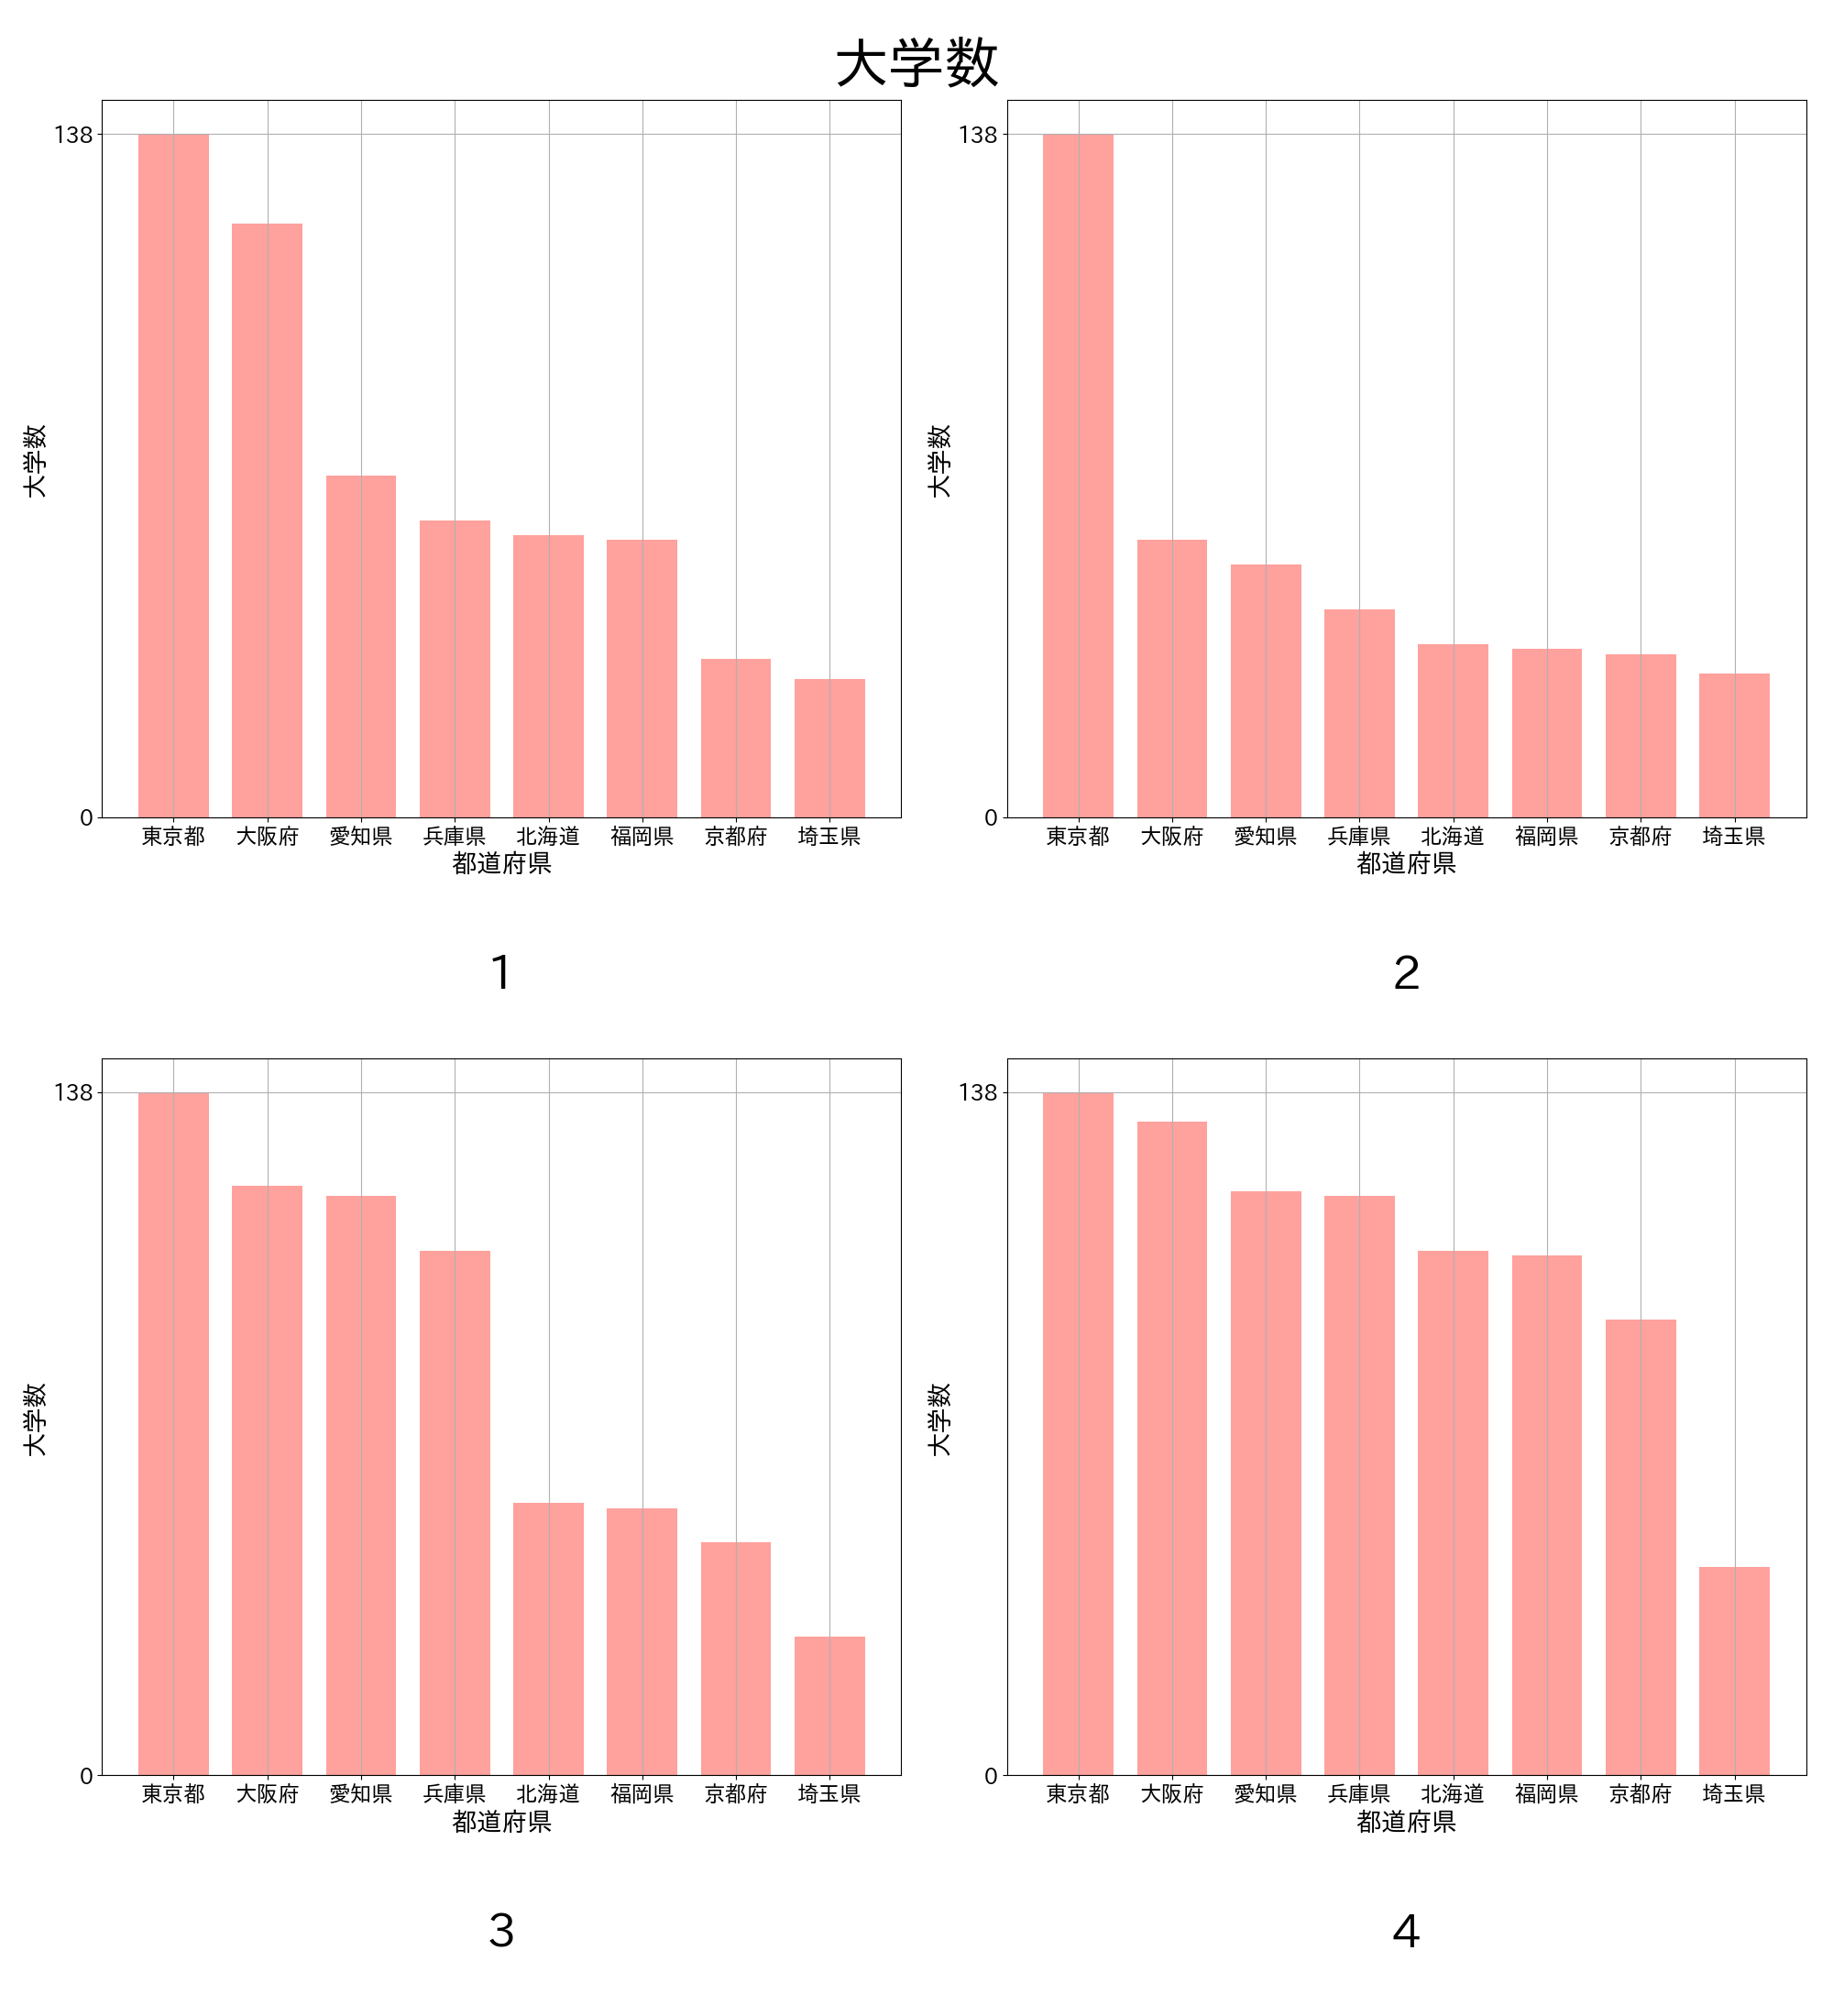 大学数
138
0
大学数
東京都 大阪府 愛知県 兵庫県 北海道 福岡県 京都府 埼玉県
都道府県
1
138
0
大学数
東京都 大阪府 愛知県 兵庫県 北海道 福岡県 京都府 埼玉県
都道府県
2
138
0
大学数
東京都 大阪府 愛知県 兵庫県 北海道 福岡県 京都府 埼玉県
都道府県
3
138
0
大学数
東京都 大阪府 愛知県 兵庫県 北海道 福岡県 京都府 埼玉県
都道府県
4